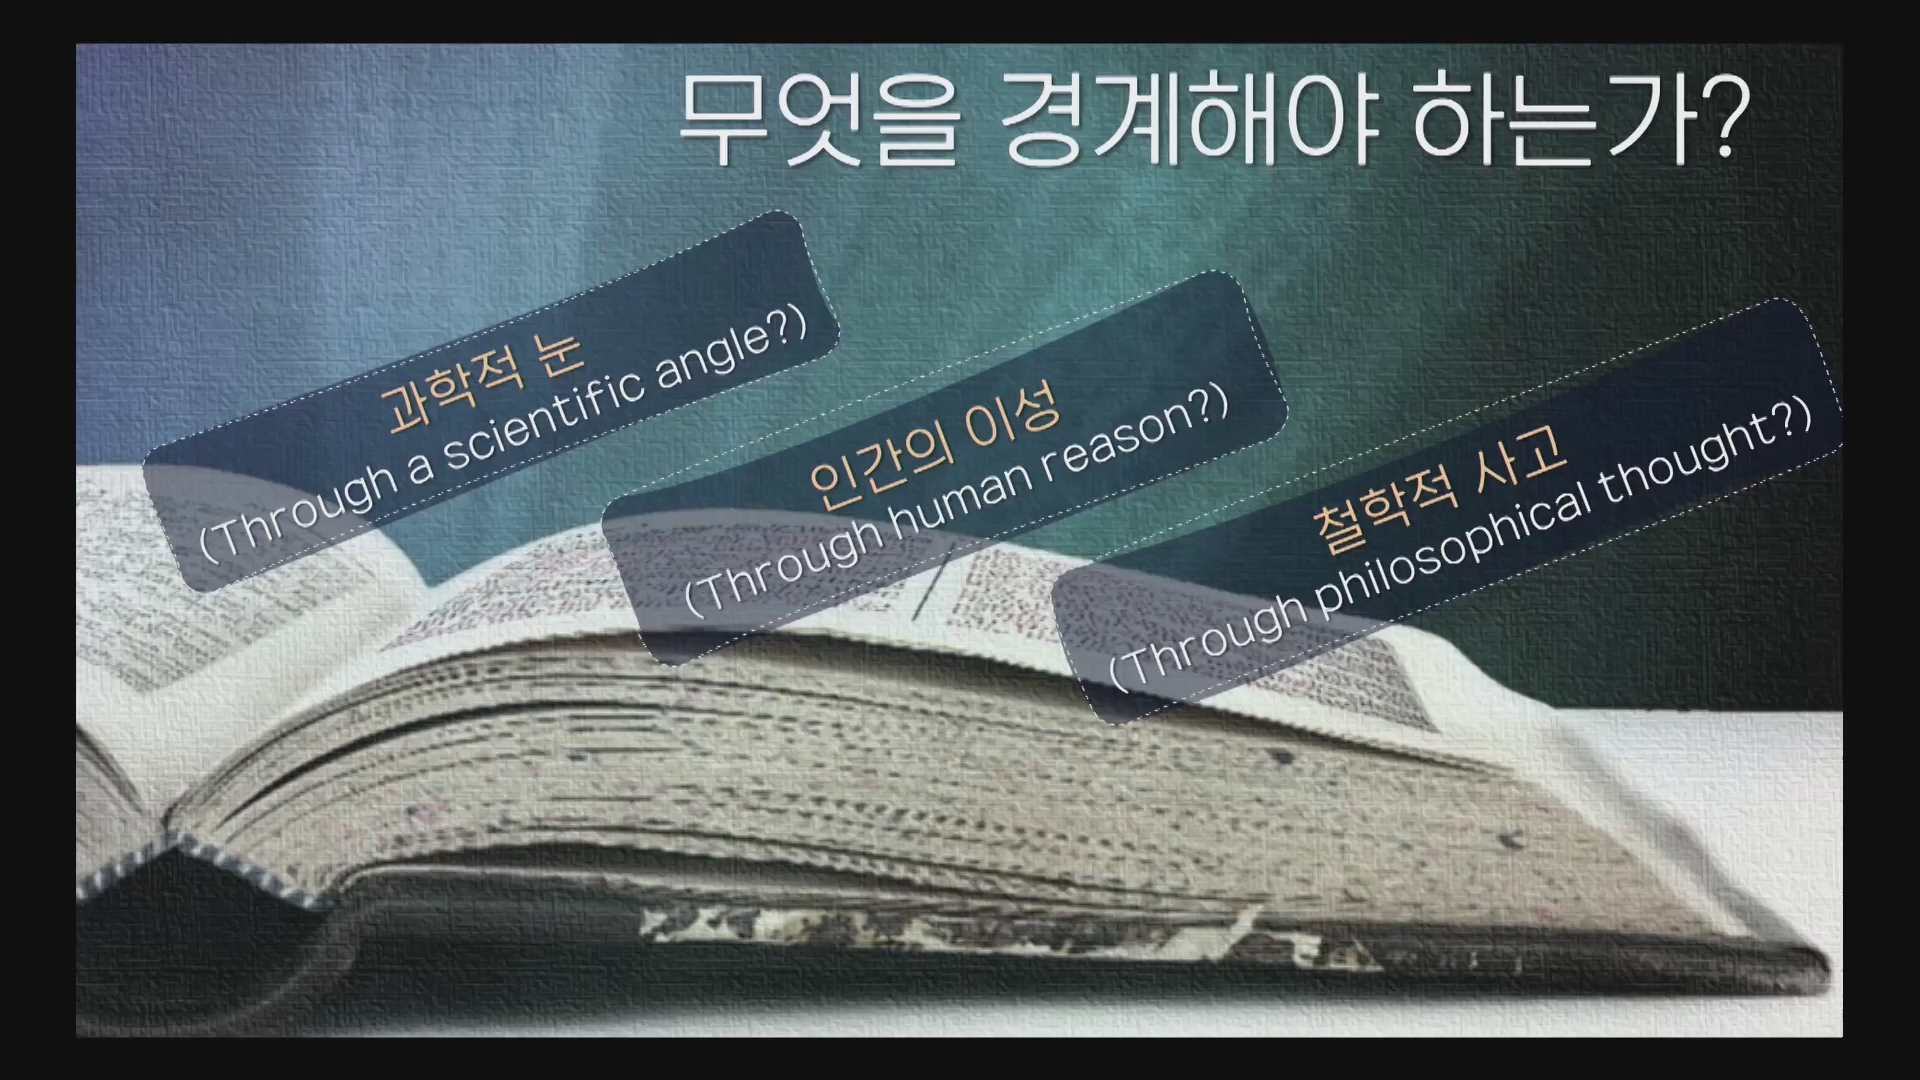 무엇을 경계해야 하는가?
과학적 눈
(Through a scientific angle?)
인간의 이성
(Through human reason?)
철학적 사고
(Through philosophical thought?)